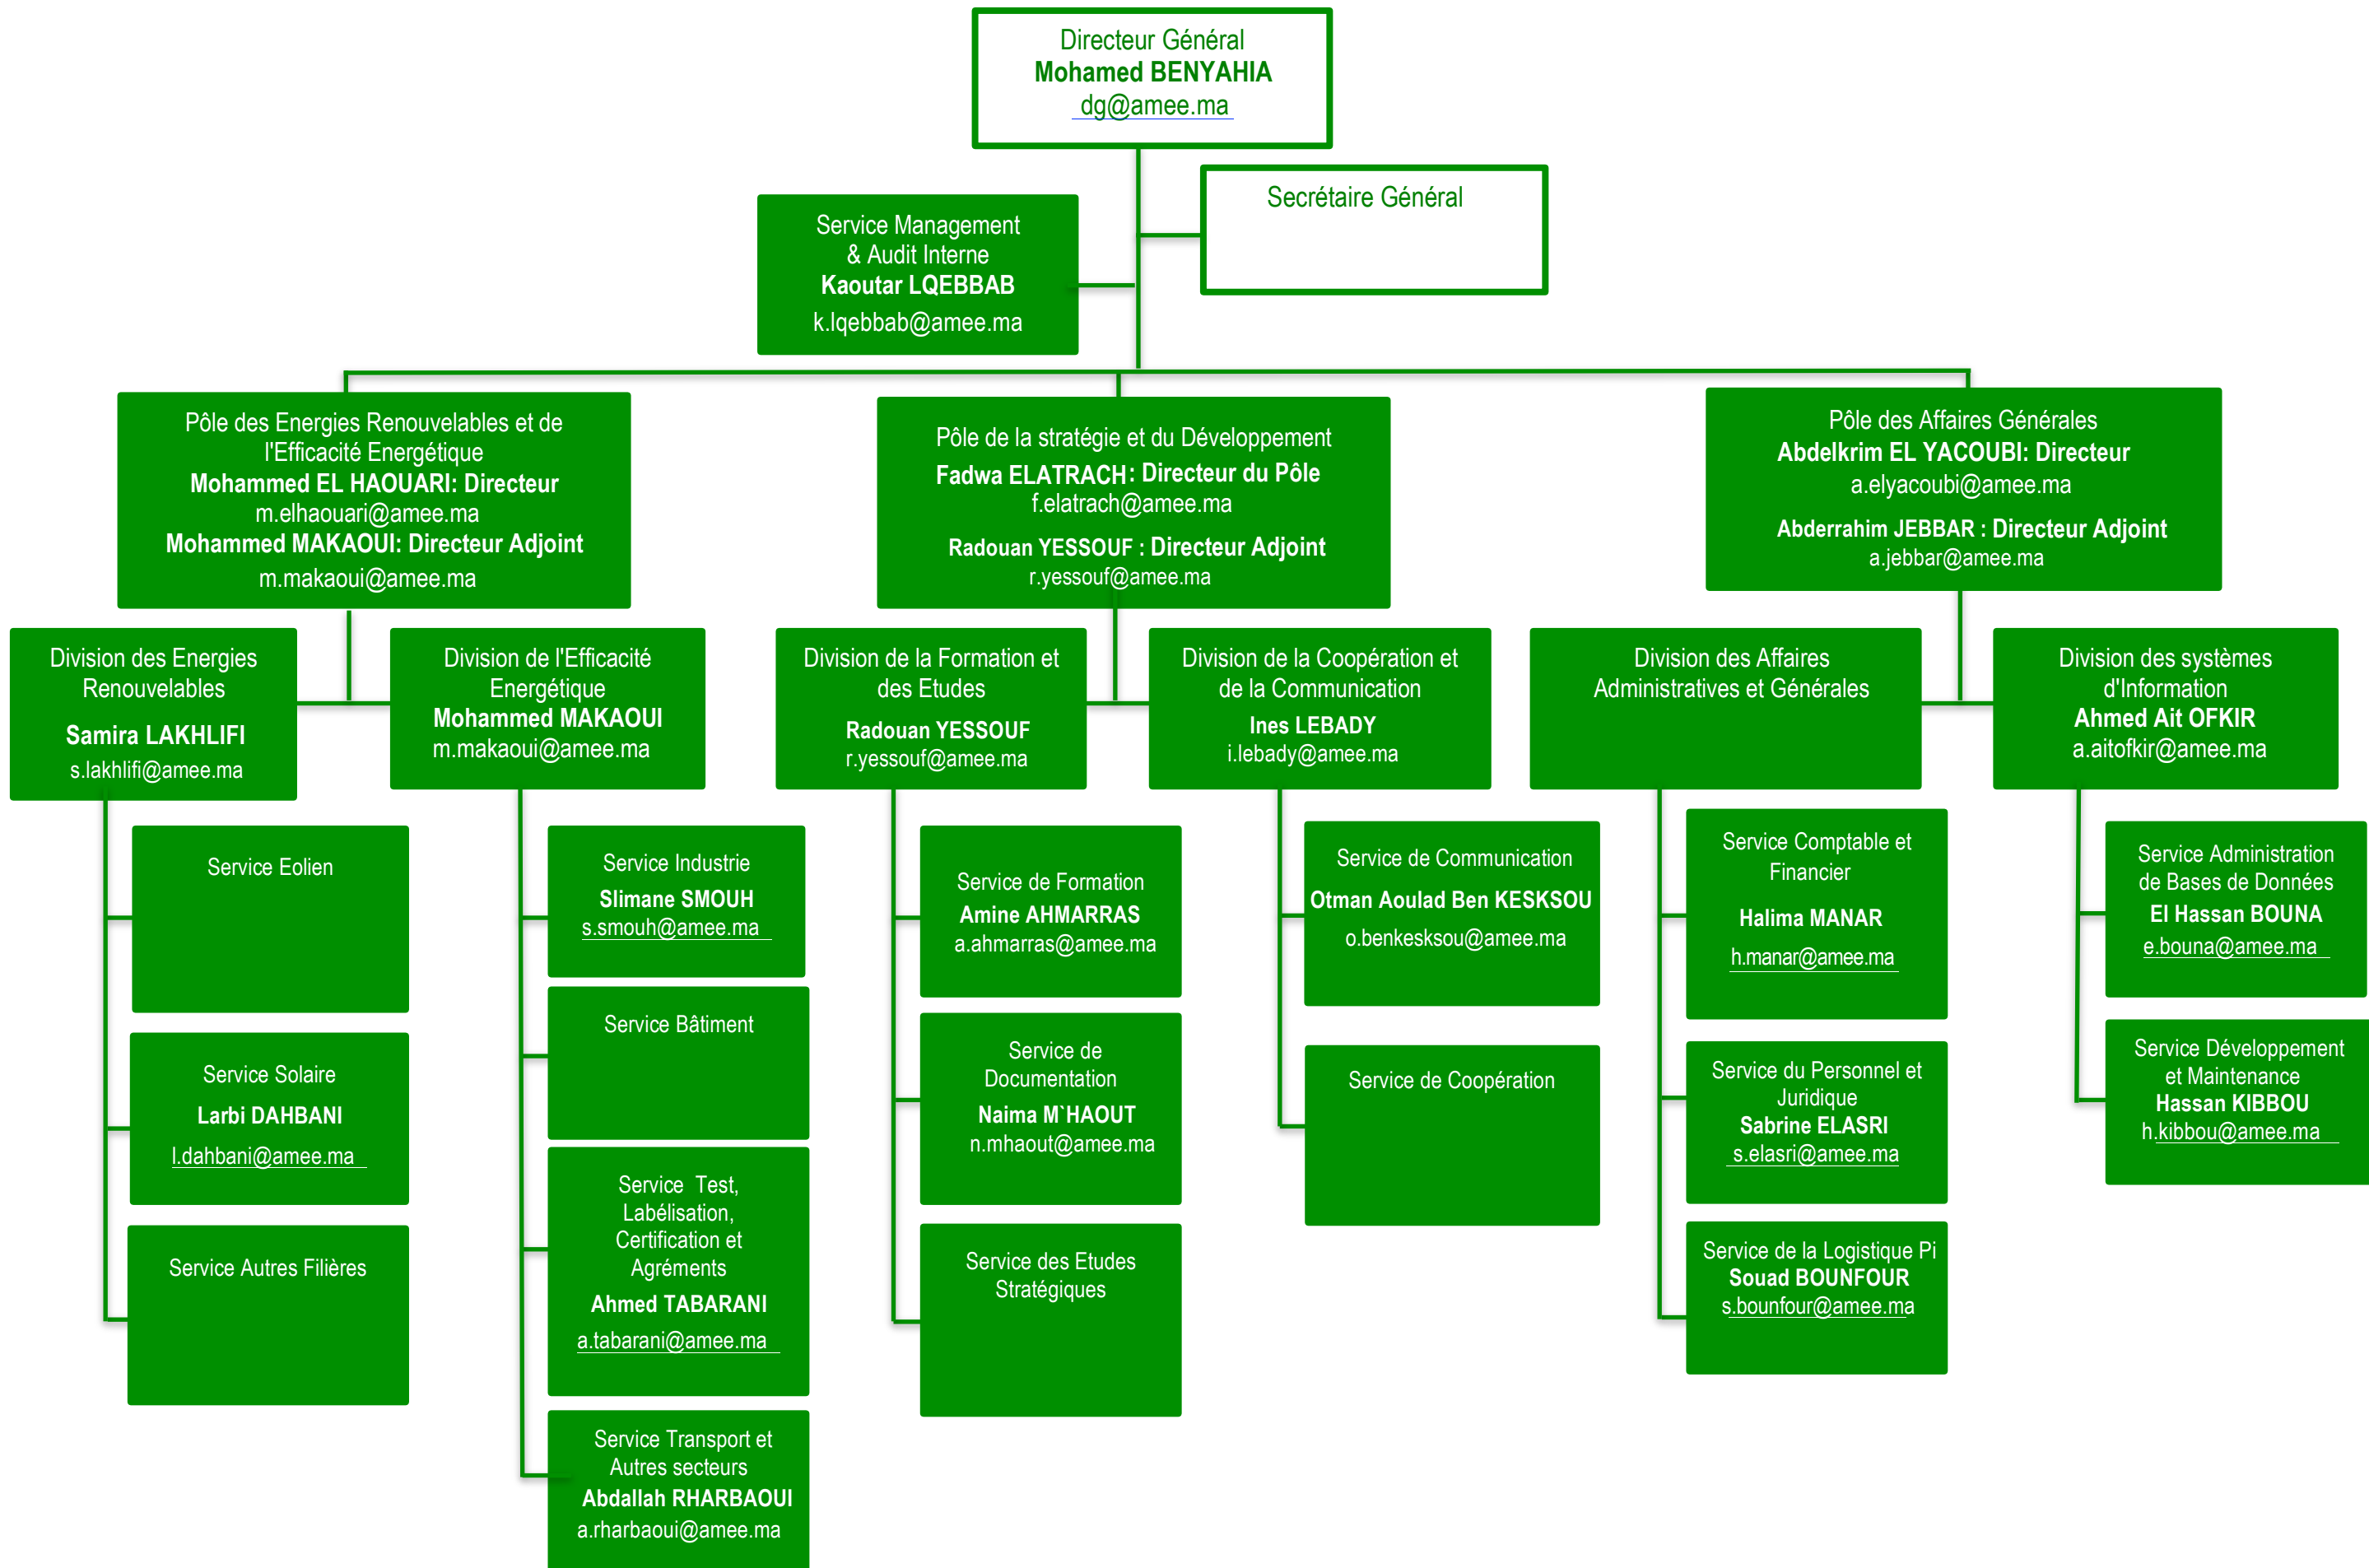 Directeur Général
Mohamed BENYAHIA
dg@amee.ma
Secrétaire Général
Service Management
& Audit Interne
Kaoutar LQEBBAB
k.lqebbab@amee.ma
Pôle des Energies Renouvelables et de
l'Efficacité Energétique
Mohammed EL HAOUARI: Directeur
m.elhaouari@amee.ma
Mohammed MAKAOUI: Directeur Adjoint
m.makaoui@amee.ma
Pôle de la stratégie et du Développement
Fadwa ELATRACH: Directeur du Pôle
f.elatrach@amee.ma
Radouan YESSOUF : Directeur Adjoint
r.yessouf@amee.ma
Pôle des Affaires Générales
Abdelkrim EL YACOUBI: Directeur
a.elyacoubi@amee.ma
Abderrahim JEBBAR : Directeur Adjoint
a.jebbar@amee.ma
Division des Energies
Renouvelables
Samira LAKHLIFI
s.lakhlifi@amee.ma
Division de l'Efficacité
Energétique
Mohammed MAKAOUI
m.makaoui@amee.ma
Division de la Formation et
des Etudes
Radouan YESSOUF
r.yessouf@amee.ma
Division de la Coopération et
de la Communication
Ines LEBADY
i.lebady@amee.ma
Division des Affaires
Administratives et Générales
Division des systèmes
d'Information
Ahmed Ait OFKIR
a.aitofkir@amee.ma
Service Eolien
Service Solaire
Larbi DAHBANI
l.dahbani@amee.ma
Service Autres Filières
Service Industrie
Slimane SMOUH
s.smouh@amee.ma
Service Bâtiment
Service Test,
Labélisation,
Certification et
Agréments
Ahmed TABARANI
a.tabarani@amee.ma
Service Transport et
Autres secteurs
Abdallah RHARBAOUI
a.rharbaoui@amee.ma
Service de Formation
Amine AHMARRAS
a.ahmarras@amee.ma
Service de
Documentation
Naima M`HAOUT
n.mhaout@amee.ma
Service des Etudes
Stratégiques
Service de Communication
Otman Aoulad Ben KESKSOU
o.benkesksou@amee.ma
Service de Coopération
Service Comptable et
Financier
Halima MANAR
h.manar@amee.ma
Service du Personnel et
Juridique
Sabrine ELASRI
s.elasri@amee.ma
Service de la Logistique Pi
Souad BOUNFOUR
s.bounfour@amee.ma
Service Administration
de Bases de Données
El Hassan BOUNA
e.bouna@amee.ma
Service Développement
et Maintenance
Hassan KIBBOU
h.kibbou@amee.ma